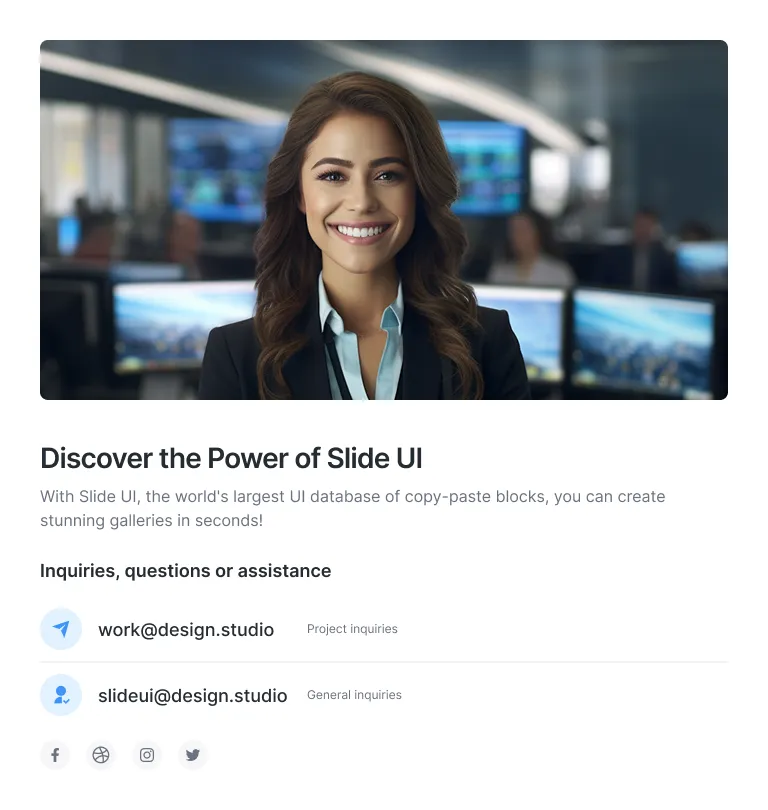 Discover the Power of Slide UI
With Slide UI, the world's largest UI database of copy-paste blocks, you can create
stunning galleries in seconds!
Inquiries, questions or assistance
work@design.studio Project inquiries
slideui@design.studio General inquiries